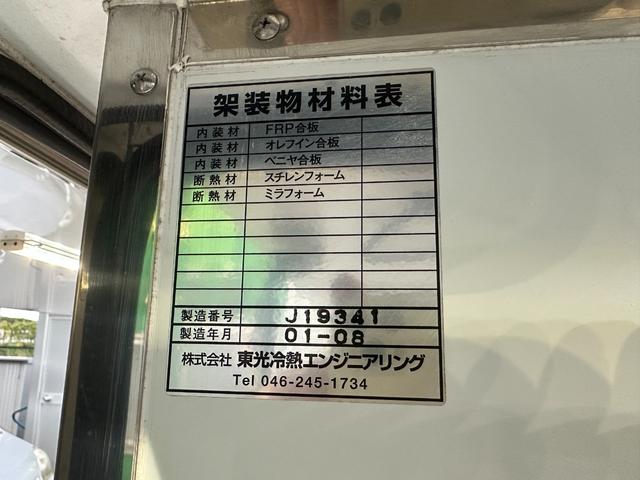 架装物材料表
内装材 FRP合板
内装材 オレフイン合板
内装材 ベニヤ合板
断熱材 スチレンフォーム
断熱材 ミラフォーム
製造番号 J19341
製造年月 01-08
株式会社 東光冷熱エンジニアリング
Tel 046-245-1734